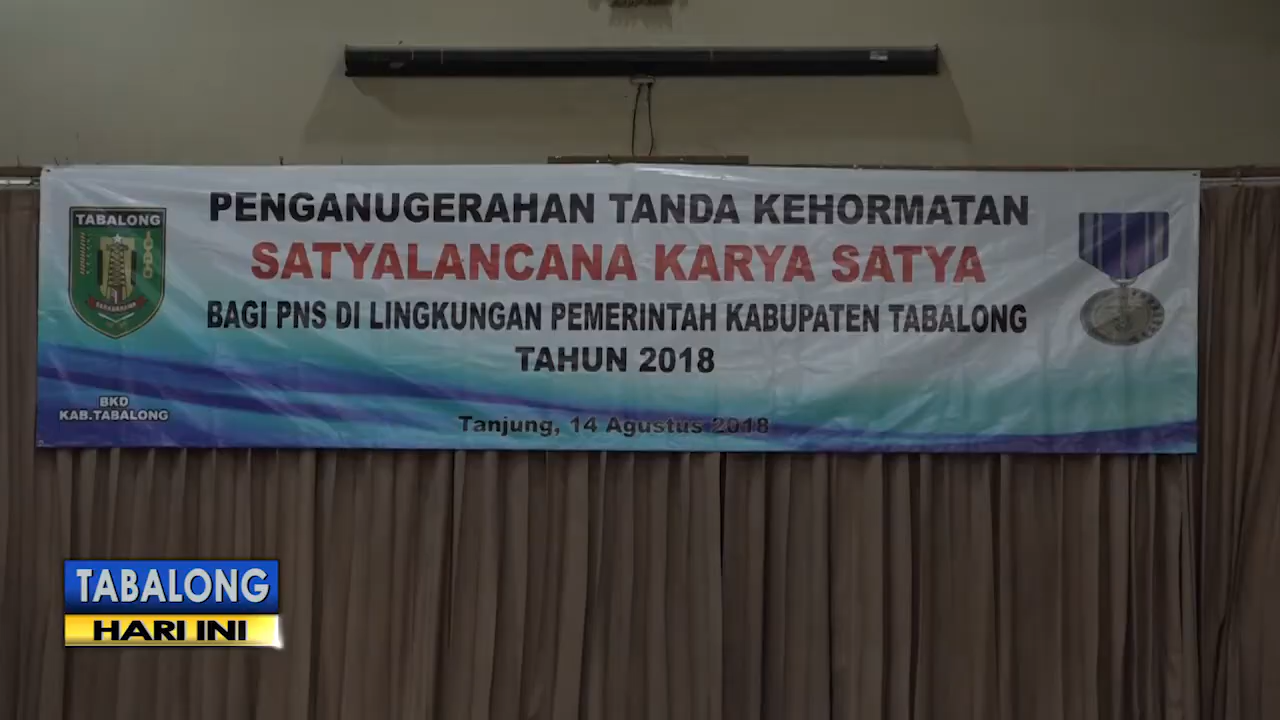 PENGANUGERAHAN TANDA KEHORMATAN
SATYALANCANA KARYA SATYA
BAGI PNS DI LINGKUNGAN PEMERINTAH KABUPATEN TABALONG
TAHUN 2018
Tanjung, 14 Agustus 2018
TABALONG
BKD
KAB.TABALONG
TABALONG
HARI INI